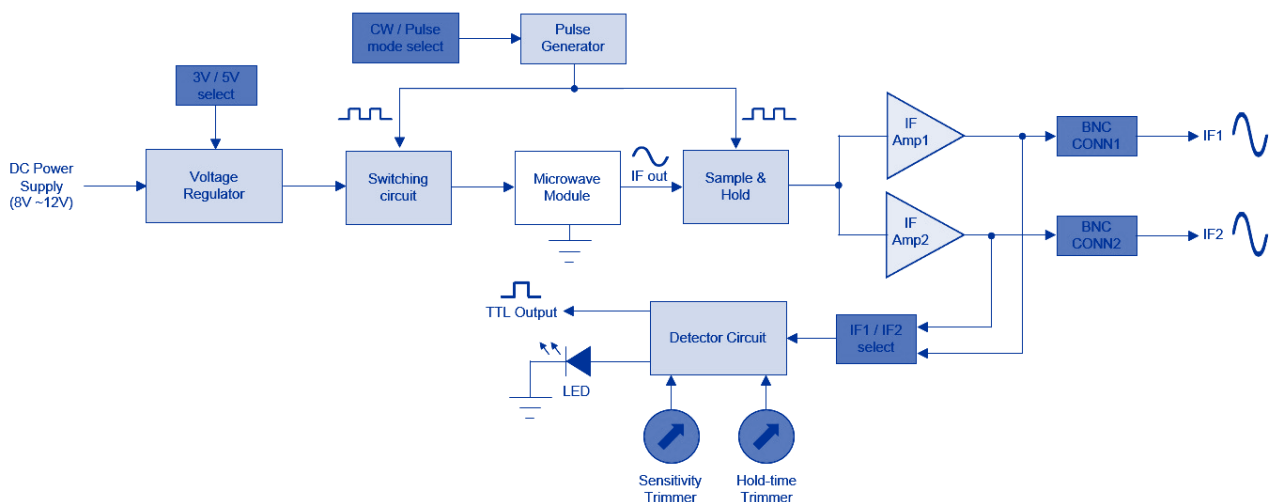 CW / Pulse
mode select
Pulse
Generator
3V / 5V
select
DC Power
Supply
(8V ~12V)
Voltage
Regulator
Switching
circuit
Microwave
Module
IF out
Sample &
Hold
IF
Amp1
BNC
CONN1
IF1
IF
Amp2
BNC
CONN2
IF2
TTL Output
Detector Circuit
IF1 / IF2
select
LED
Sensitivity
Trimmer
Hold-time
Trimmer